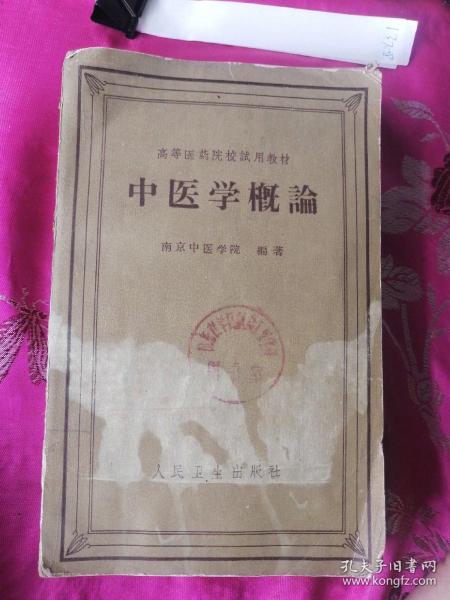 高等医药院校試用教材
中医学概論
南京中医学院 編著
人民卫生出版社
孔夫子旧书网
www.kongfz.com